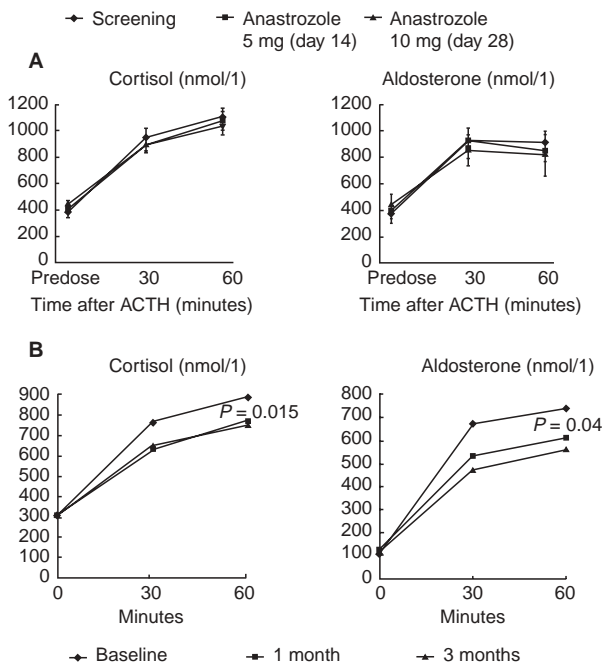 Screening Anastrozole Anastrozole
5 mg (day 14) 10 mg (day 28)
A
Cortisol (nmol/1) Aldosterone (nmol/1)
1200 1200
1000 1000
800 800
600 600
400 400
200 200
0 0
Predose 30 60 Predose 30 60
Time after ACTH (minutes) Time after ACTH (minutes)
B
Cortisol (nmol/1) Aldosterone (nmol/1)
900 800
800 700
P = 0.015 P = 0.04
700 600
600 500
500 400
400 300
300 200
200 100
100 0
0
0 30 60 0 30 60
Minutes Minutes
Baseline 1 month 3 months